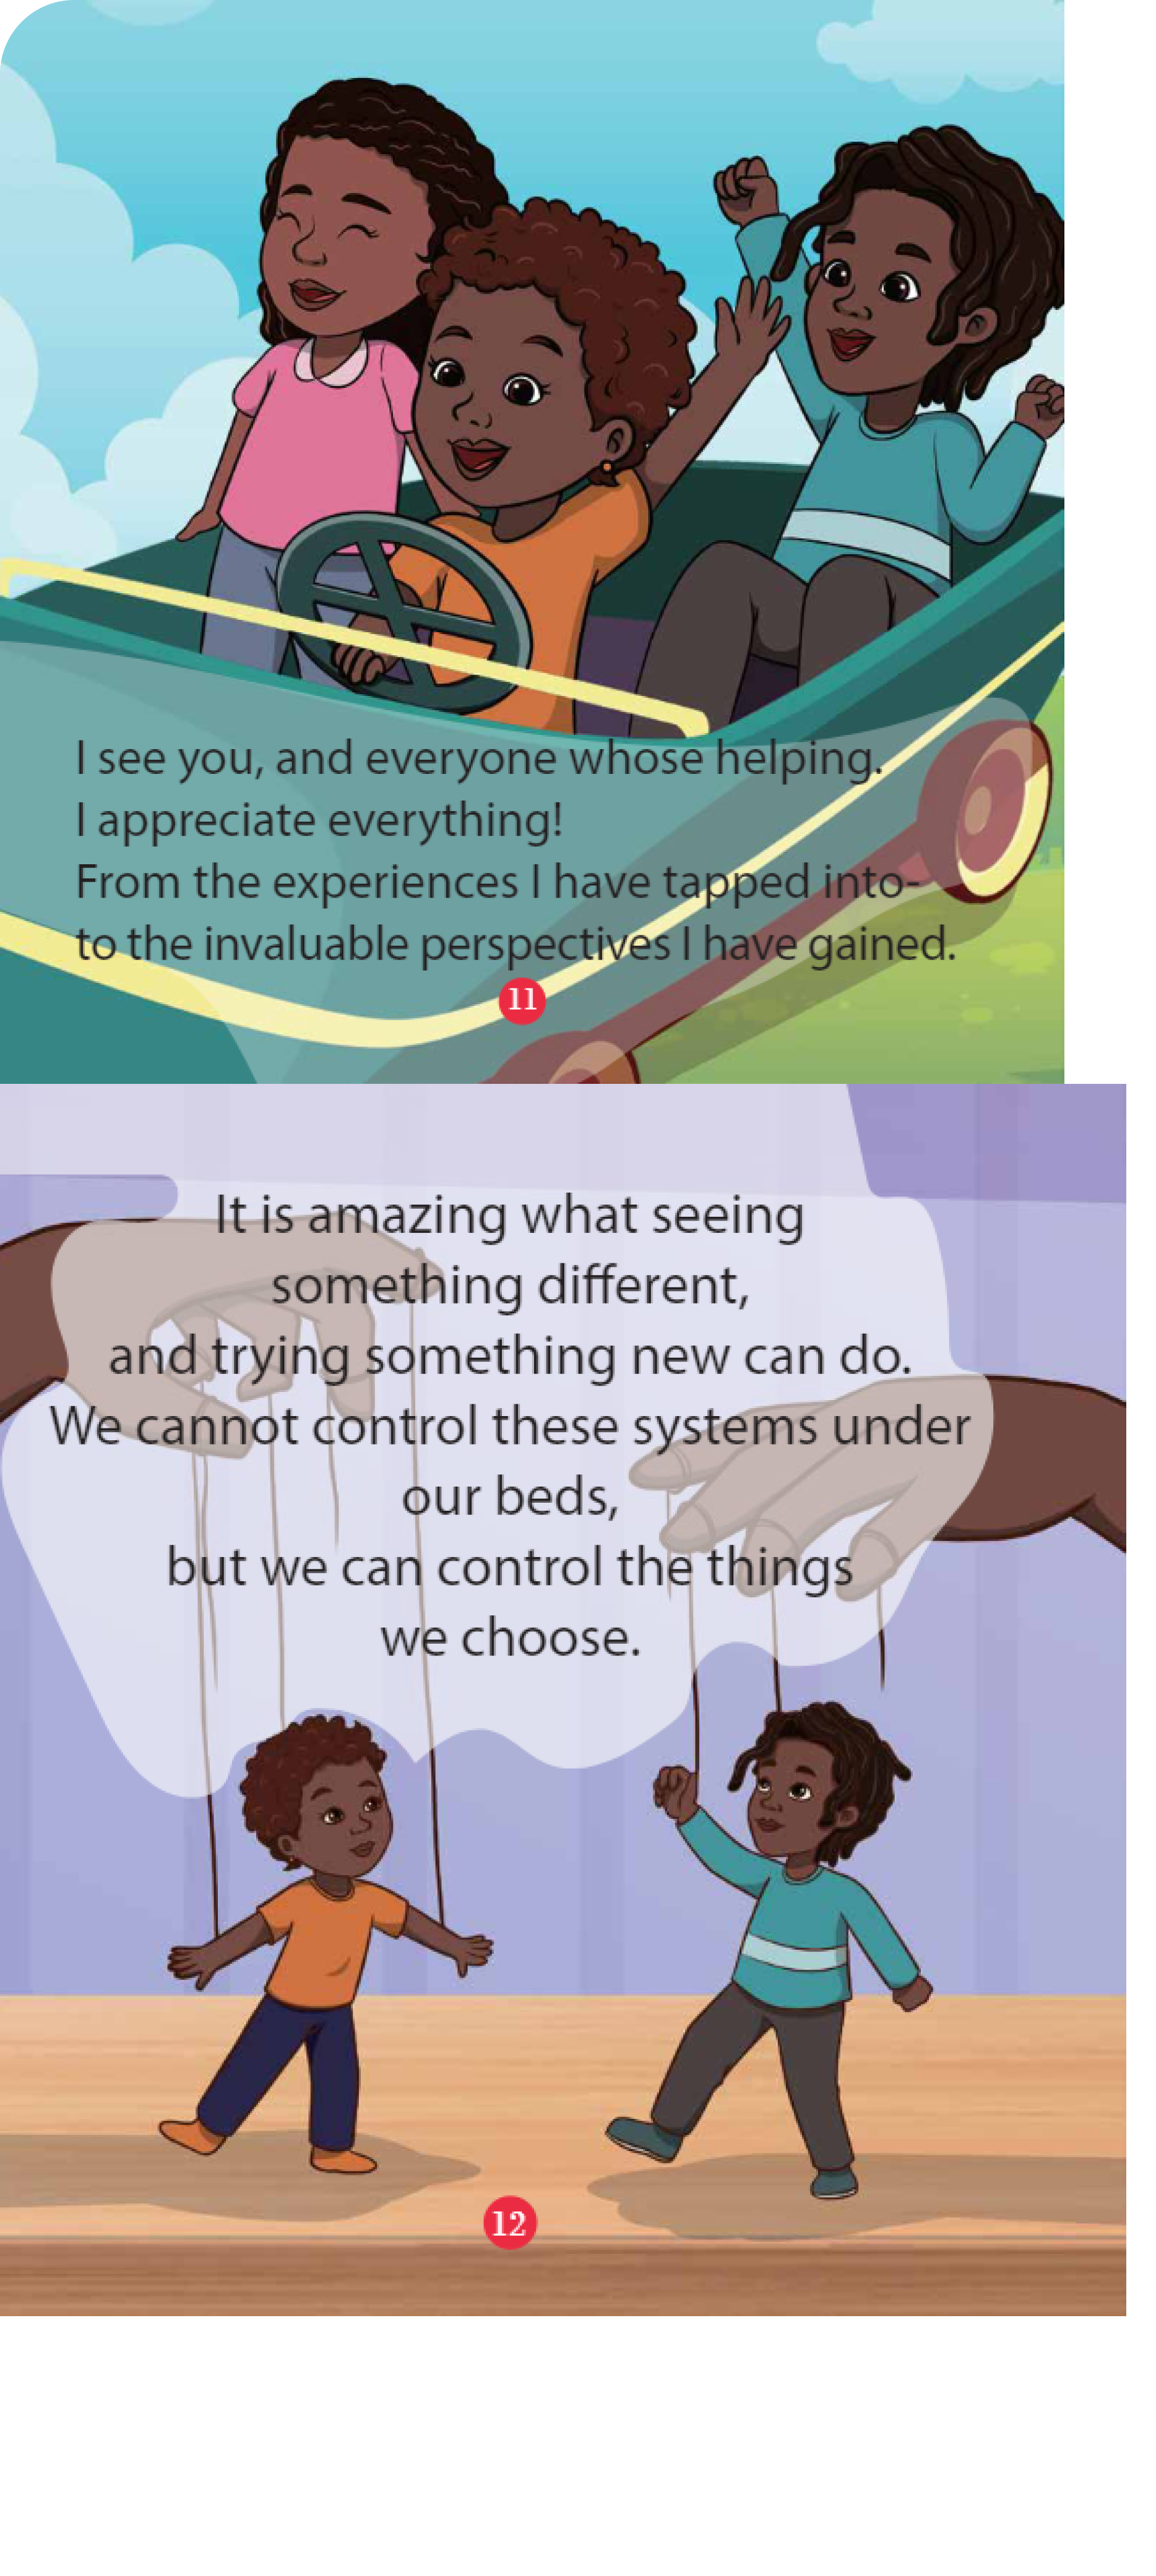 I see you, and everyone whose helping.
I appreciate everything!
From the experiences I have tapped into-
to the invaluable perspectives I have gained.
11
It is amazing what seeing
something different,
and trying something new can do.
We cannot control these systems under
our beds,
but we can control the things
we choose.
12